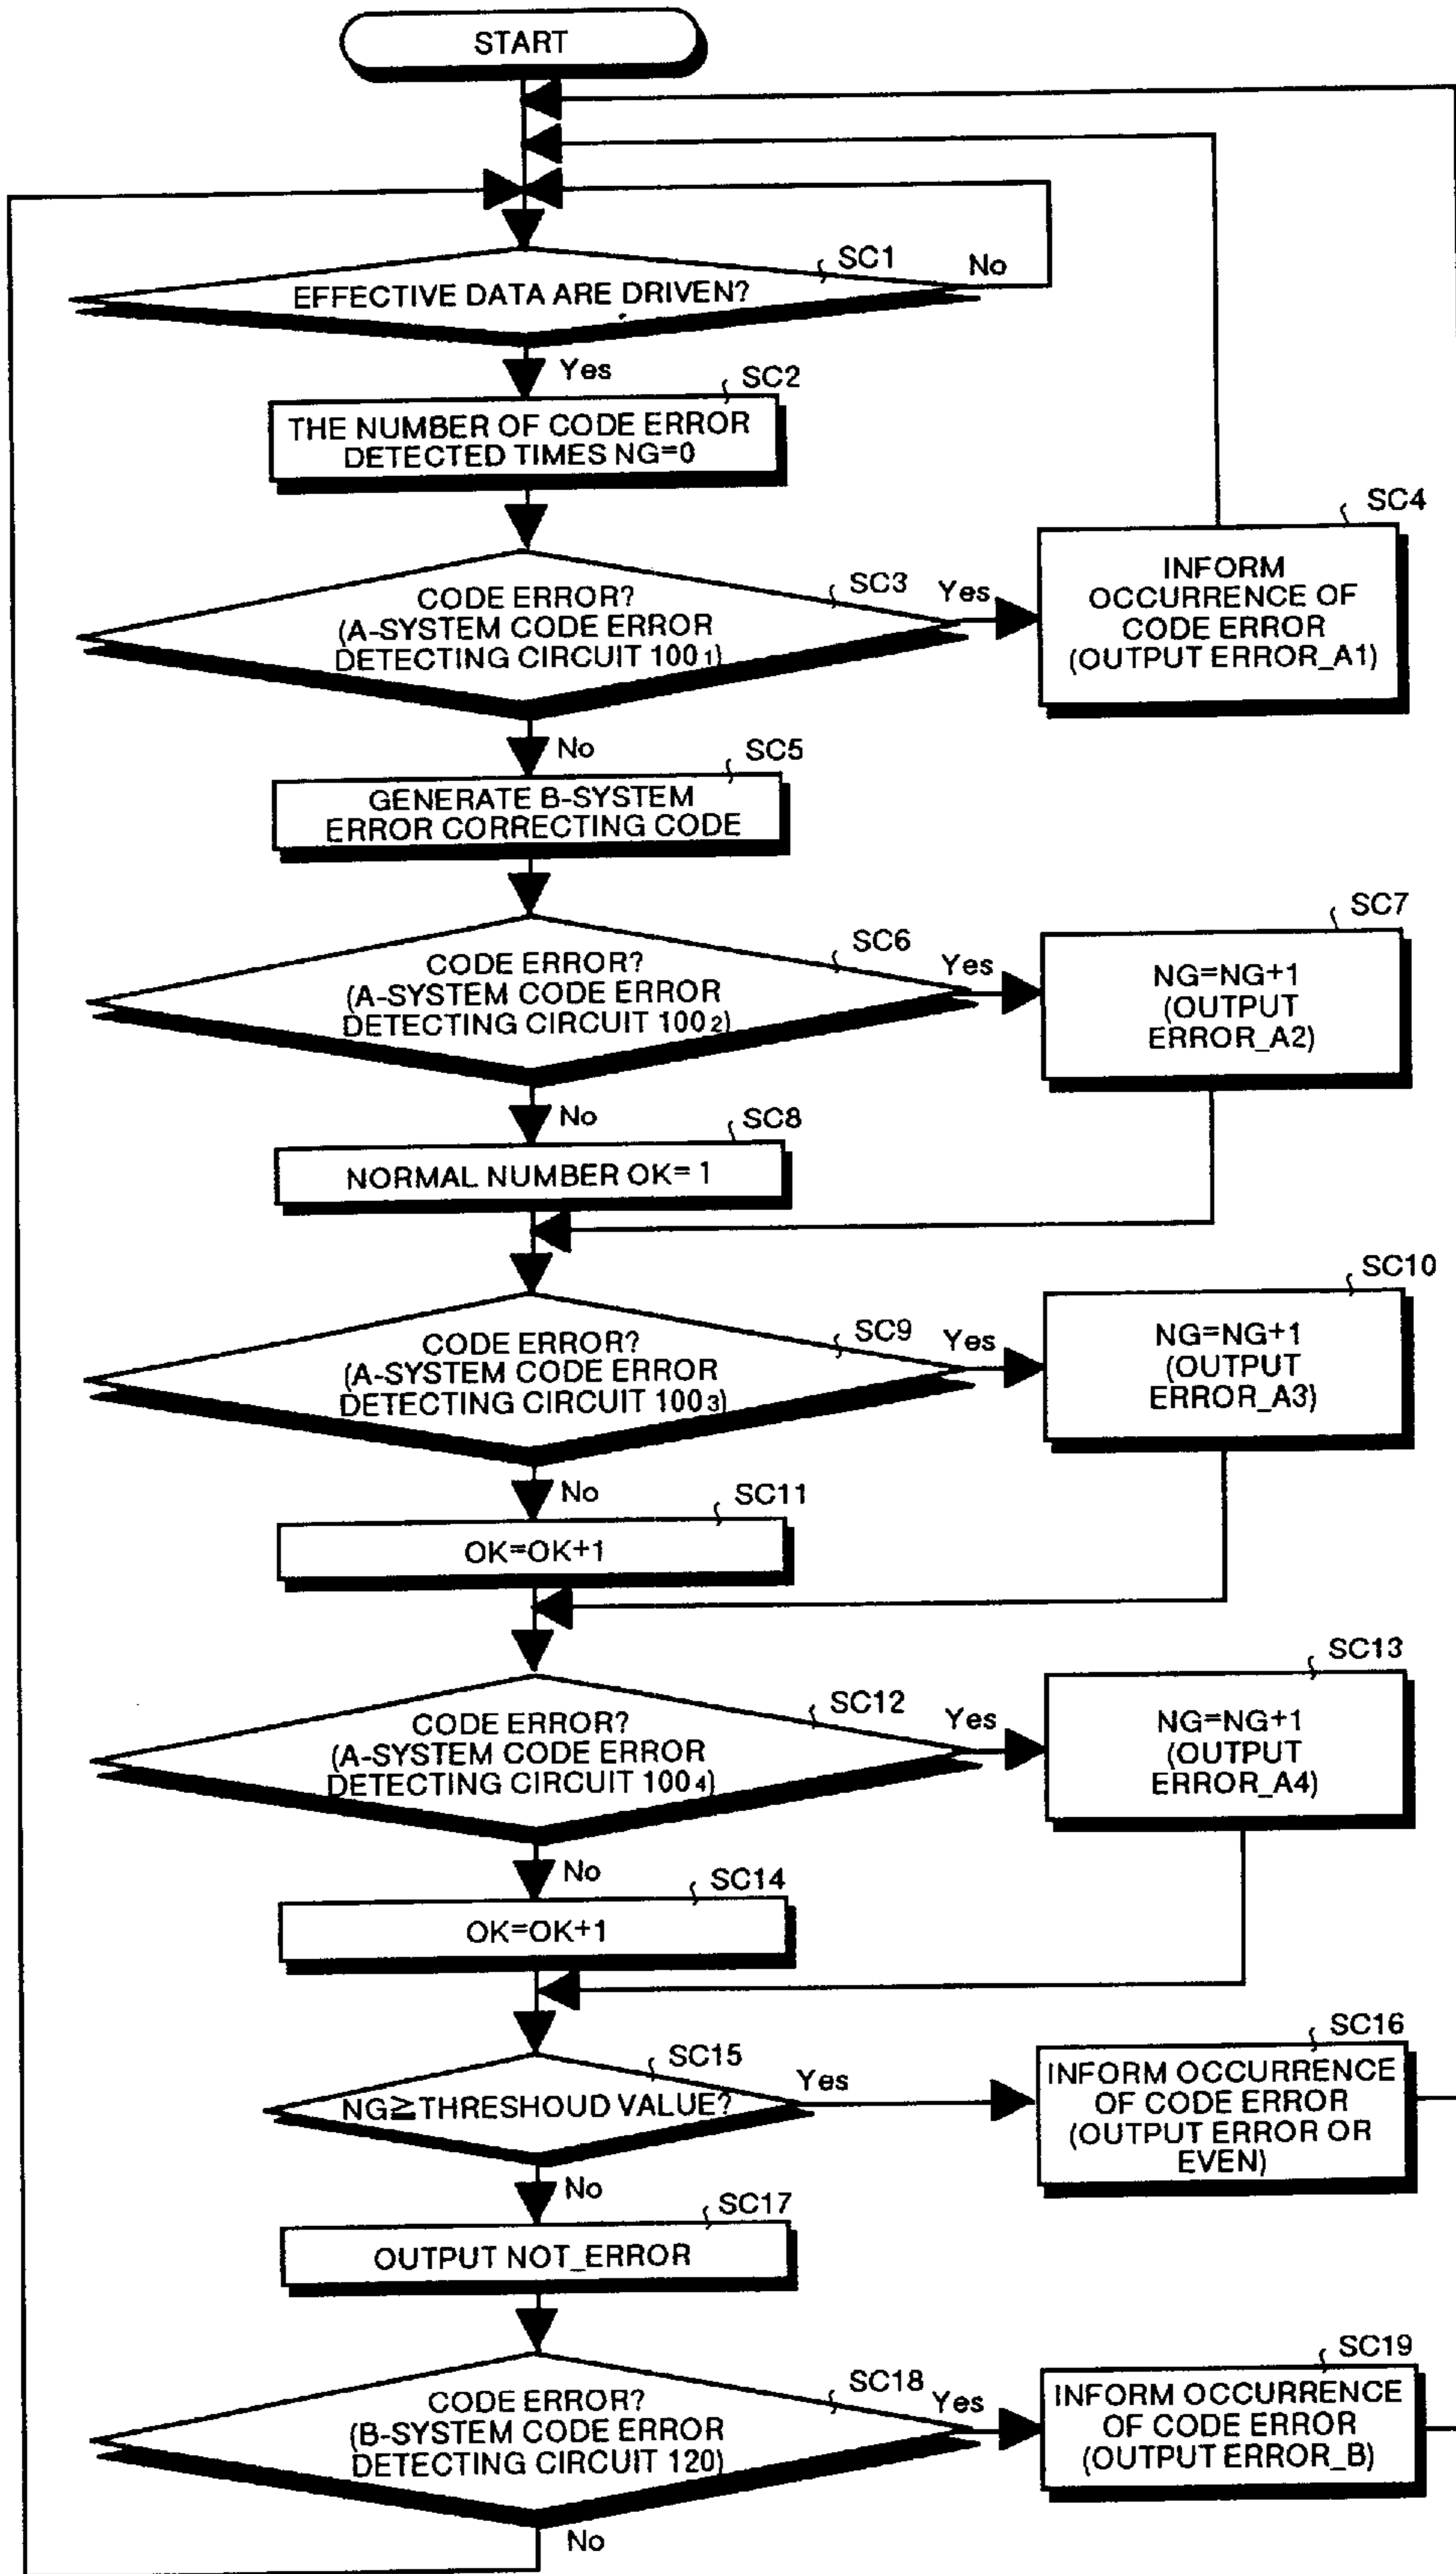 START
SC1
No
EFFECTIVE DATA ARE DRIVEN?
Yes
SC2
THE NUMBER OF CODE ERROR
DETECTED TIMES NG=0
SC3
Yes
CODE ERROR?
(A-SYSTEM CODE ERROR
DETECTING CIRCUIT 100₁)
SC4
INFORM
OCCURRENCE OF
CODE ERROR
(OUTPUT ERROR_A1)
No
SC5
GENERATE B-SYSTEM
ERROR CORRECTING CODE
SC6
Yes
CODE ERROR?
(A-SYSTEM CODE ERROR
DETECTING CIRCUIT 100₂)
SC7
NG=NG+1
(OUTPUT
ERROR_A2)
No
SC8
NORMAL NUMBER OK= 1
SC9
Yes
CODE ERROR?
(A-SYSTEM CODE ERROR
DETECTING CIRCUIT 100₃)
SC10
NG=NG+1
(OUTPUT
ERROR_A3)
No
SC11
OK=OK+1
SC12
Yes
CODE ERROR?
(A-SYSTEM CODE ERROR
DETECTING CIRCUIT 100₄)
SC13
NG=NG+1
(OUTPUT
ERROR_A4)
No
SC14
OK=OK+1
SC15
Yes
NG≧THRESHOUD VALUE?
SC16
INFORM OCCURRENCE
OF CODE ERROR
(OUTPUT ERROR OR
EVEN)
No
SC17
OUTPUT NOT_ERROR
SC18
Yes
CODE ERROR?
(B-SYSTEM CODE ERROR
DETECTING CIRCUIT 120)
SC19
INFORM OCCURRENCE
OF CODE ERROR
(OUTPUT ERROR_B)
No